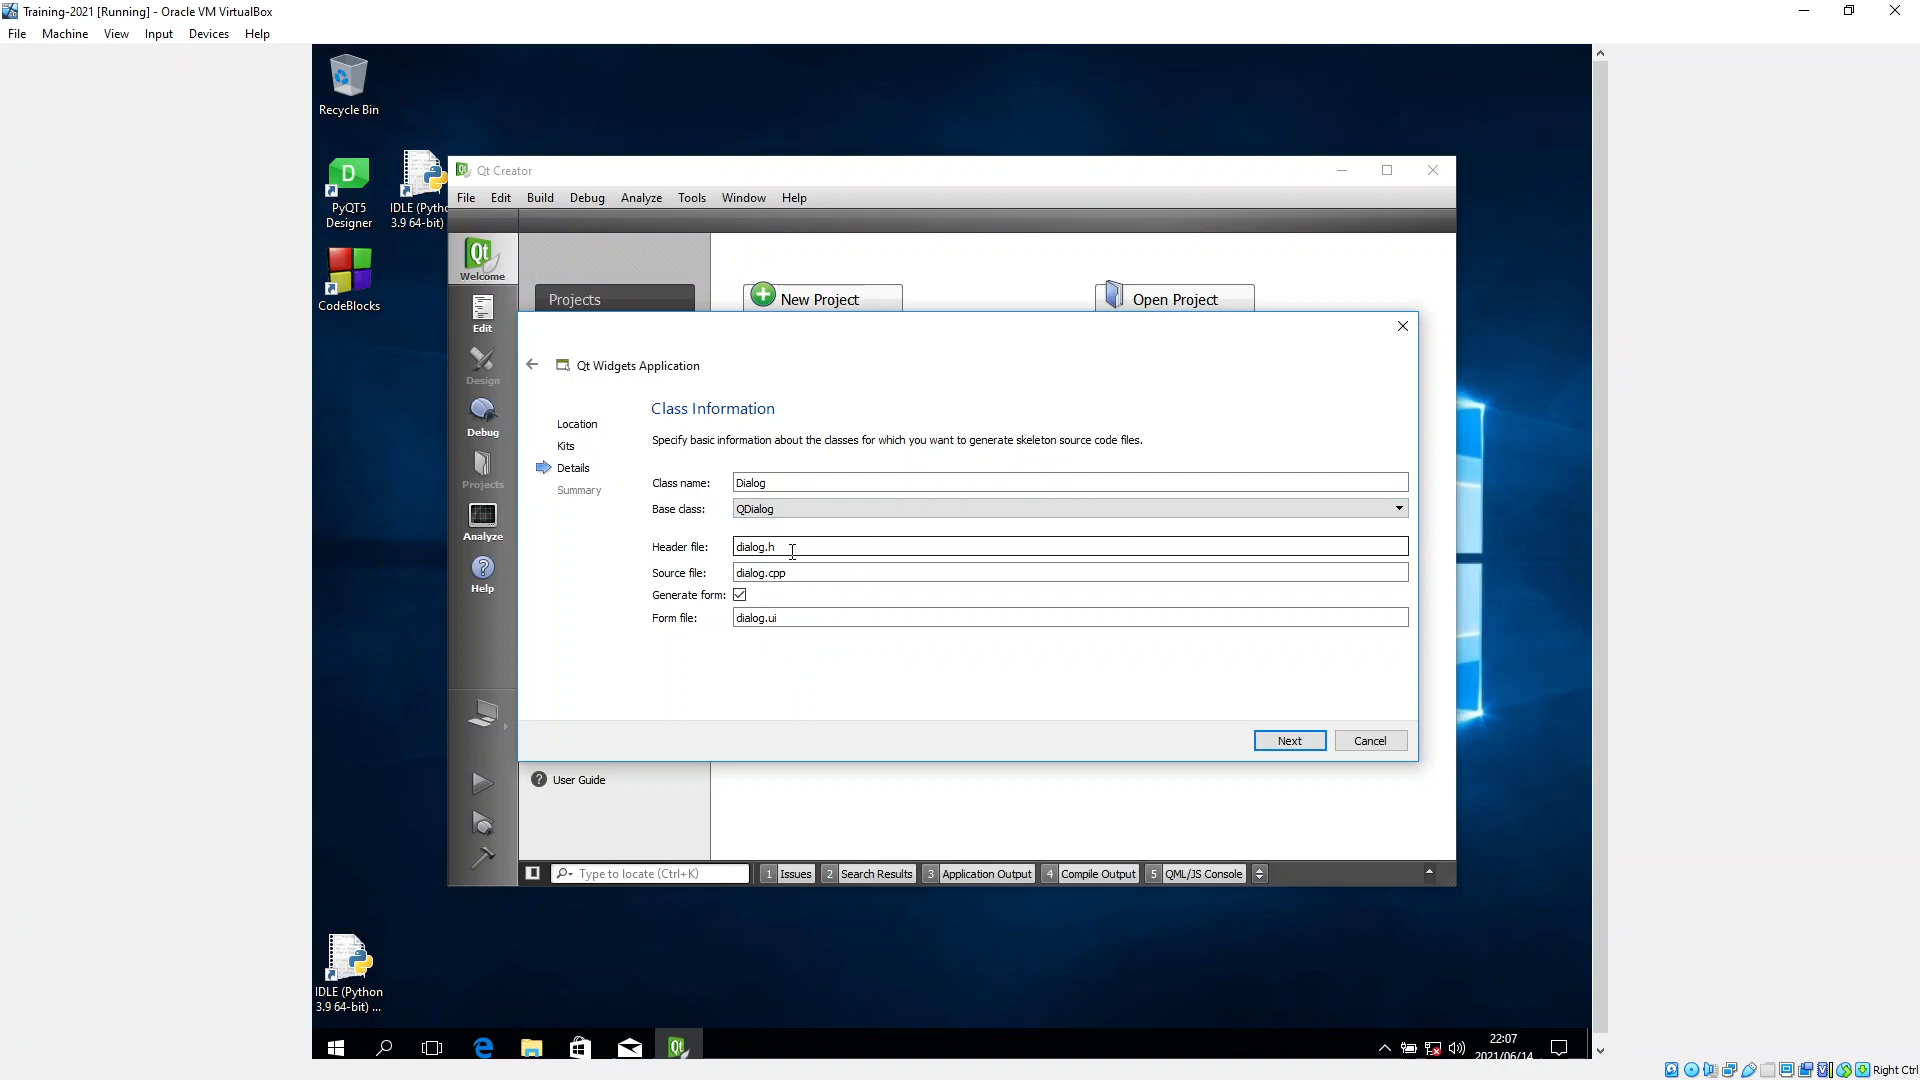 Training-2021 [Running] - Oracle VM VirtualBox
File Machine View Input Devices Help
Recycle Bin
D
PyQT5
Designer
IDLE (Pytho
3.9 64-bit)
CodeBlocks
Qt Creator
File Edit Build Debug Analyze Tools Window Help
Qt
Welcome
Edit
Design
Debug
Projects
Analyze
Help
Projects
New Project
Open Project
Qt Widgets Application
Location
Kits
Details
Summary
Class Information
Specify basic information about the classes for which you want to generate skeleton source code files.
Class name: Dialog
Base class: QDialog
Header file: dialog.h
Source file: dialog.cpp
Generate form:
Form file: dialog.ui
Next Cancel
? User Guide
Type to locate (Ctrl+K) 1 Issues 2 Search Results 3 Application Output 4 Compile Output 5 QML/JS Console
IDLE (Python
3.9 64-bit) ...
22:07
2021/06/14
Right Ctrl